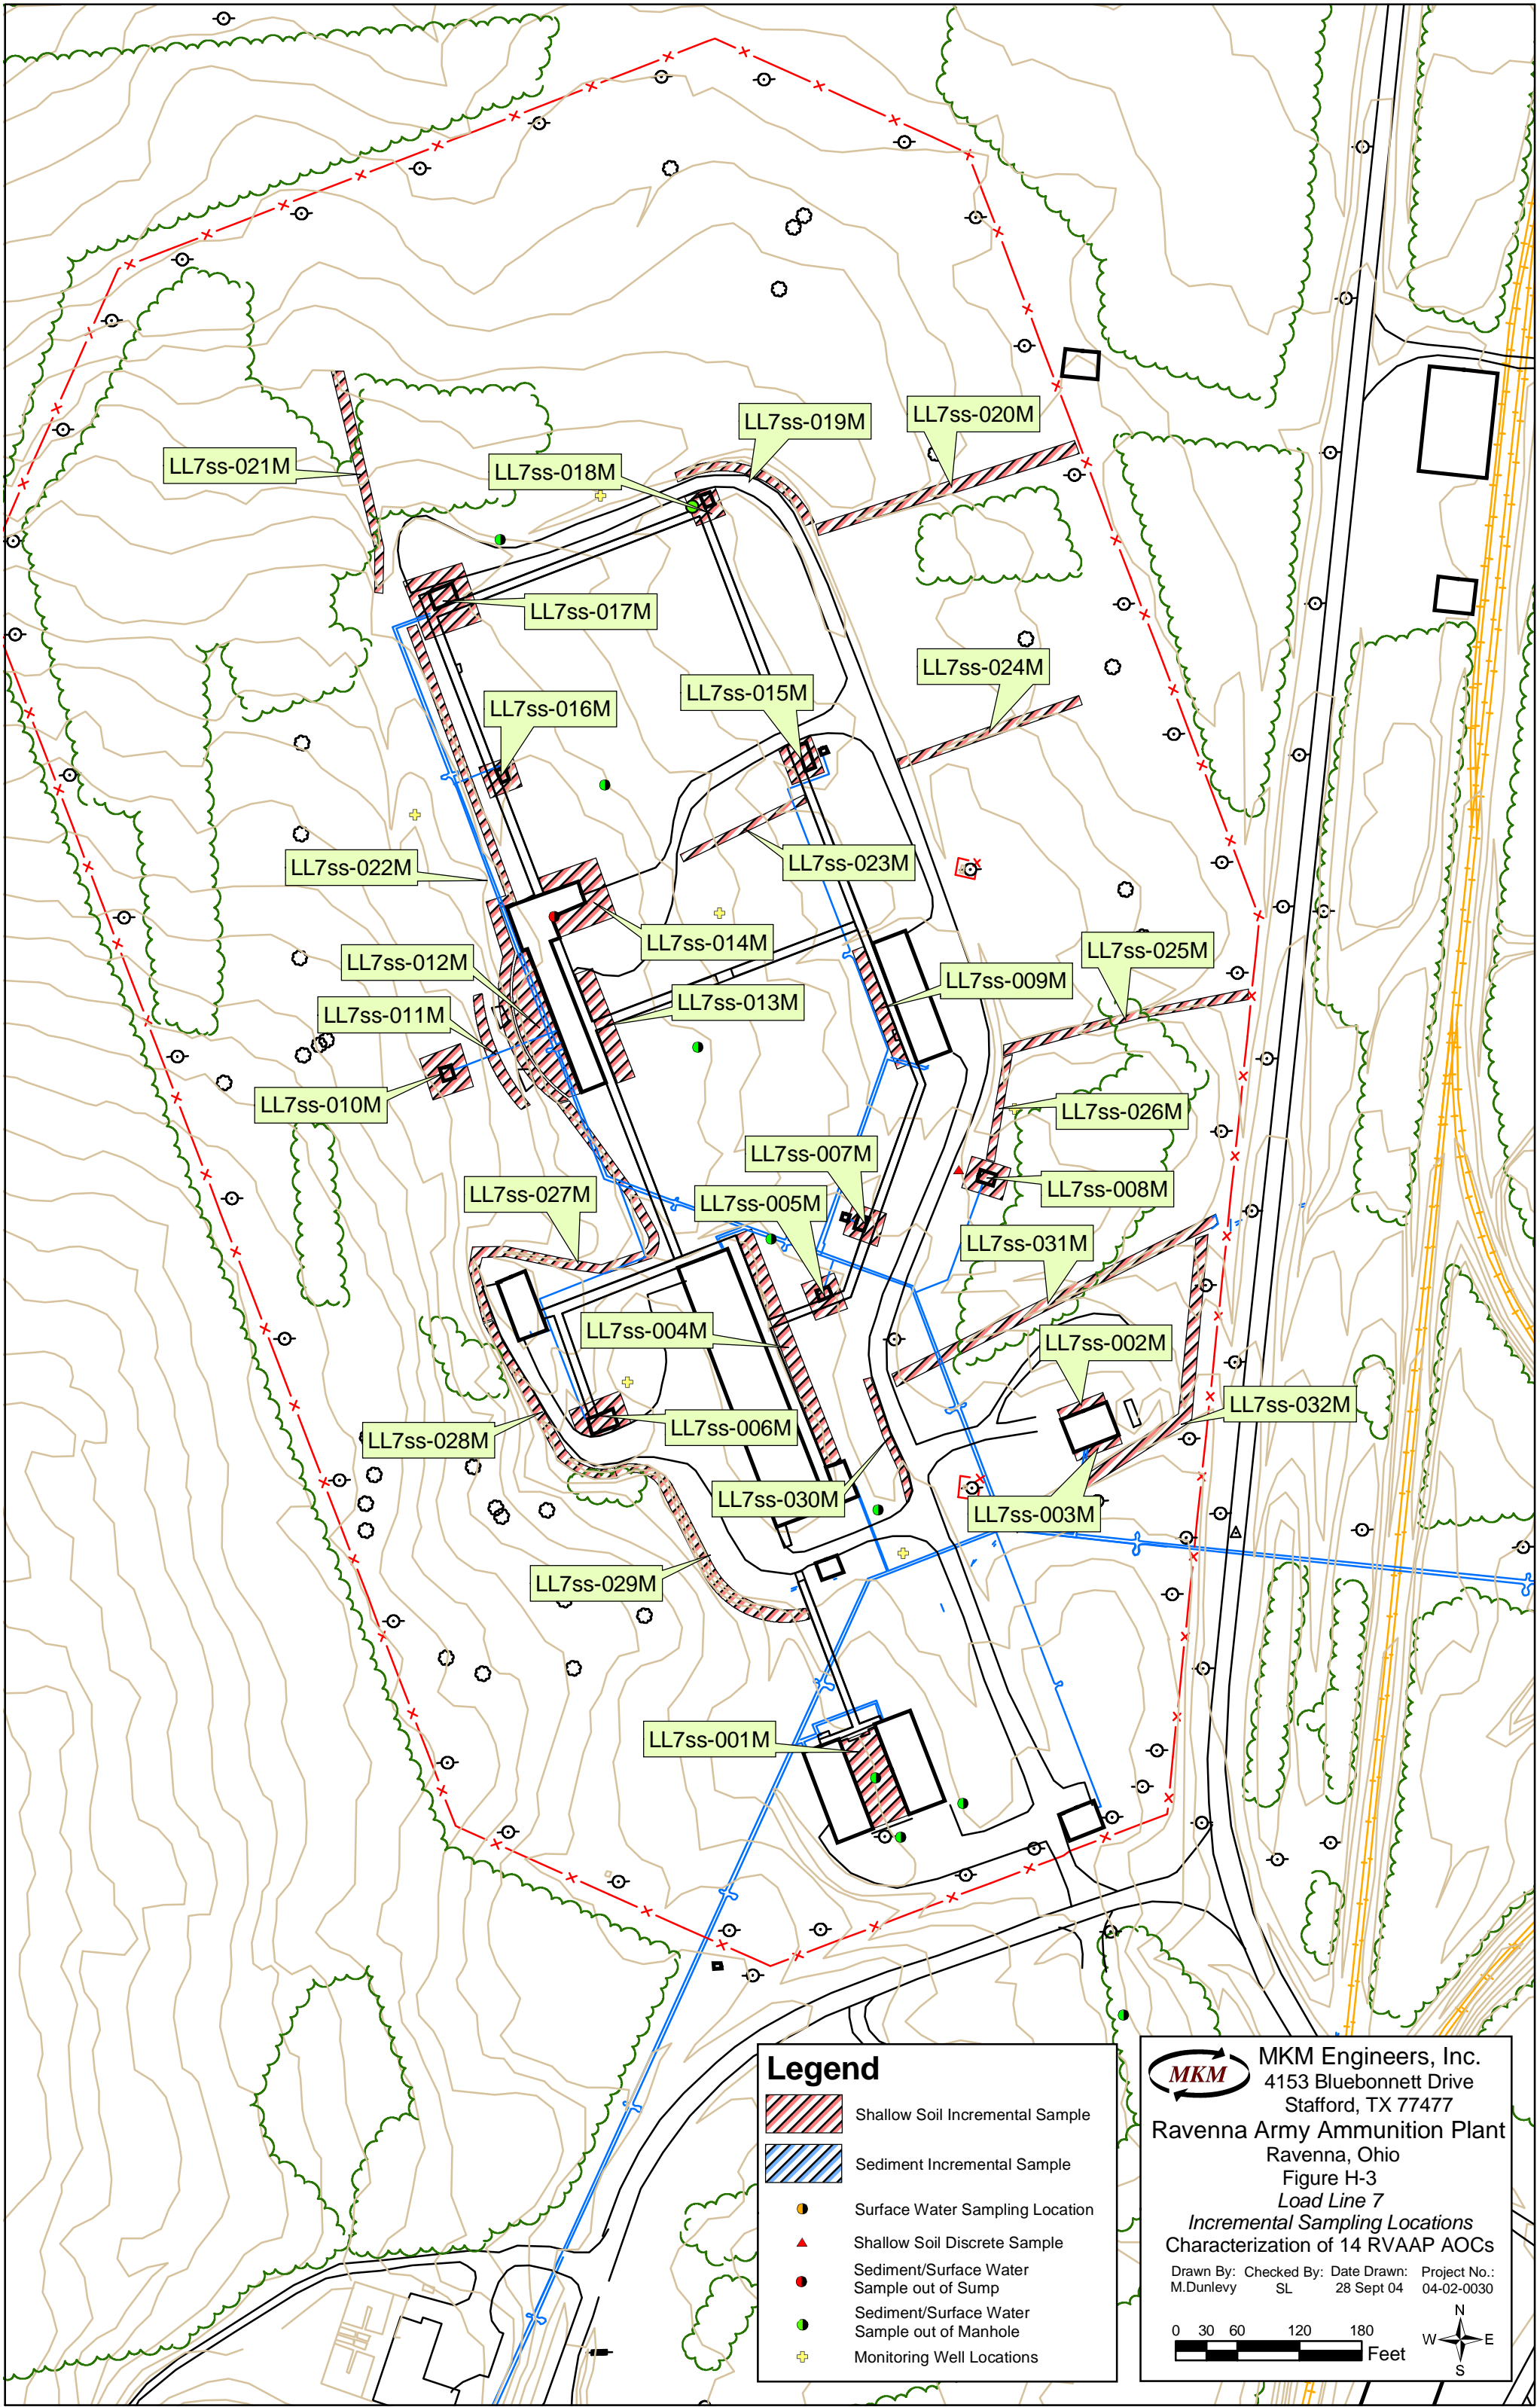 LL7ss-019M
LL7ss-020M
LL7ss-021M
LL7ss-018M
LL7ss-017M
LL7ss-024M
LL7ss-015M
LL7ss-016M
LL7ss-023M
LL7ss-022M
LL7ss-014M
LL7ss-025M
LL7ss-012M
LL7ss-009M
LL7ss-013M
LL7ss-011M
LL7ss-010M
LL7ss-026M
LL7ss-007M
LL7ss-008M
LL7ss-027M
LL7ss-005M
LL7ss-031M
LL7ss-004M
LL7ss-002M
LL7ss-032M
LL7ss-006M
LL7ss-028M
LL7ss-030M
LL7ss-003M
LL7ss-029M
LL7ss-001M
Legend
Shallow Soil Incremental Sample
Sediment Incremental Sample
Surface Water Sampling Location
Shallow Soil Discrete Sample
Sediment/Surface Water
Sample out of Sump
Sediment/Surface Water
Sample out of Manhole
Monitoring Well Locations
MKM
MKM Engineers, Inc.
4153 Bluebonnett Drive
Stafford, TX 77477
Ravenna Army Ammunition Plant
Ravenna, Ohio
Figure H-3
Load Line 7
Incremental Sampling Locations
Characterization of 14 RVAAP AOCs
Drawn By: Checked By: Date Drawn: Project No.:
M.Dunlevy SL 28 Sept 04 04-02-0030
0 30 60 120 180
Feet
N
W E
S